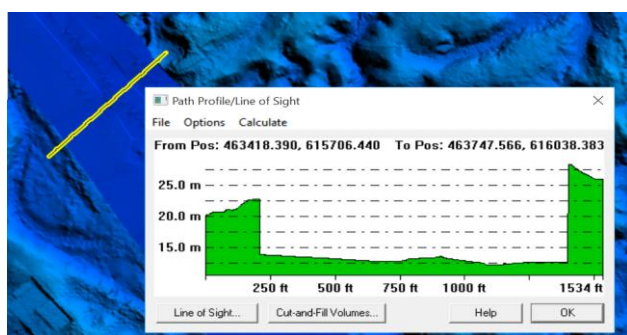 Path Profile/Line of Sight
File Options Calculate
From Pos: 463418.390, 615706.440 To Pos: 463747.566, 616038.383
25.0 m
20.0 m
15.0 m
250 ft 500 ft 750 ft 1000 ft 1534 ft
Line of Sight... Cut-and-Fill Volumes... Help OK